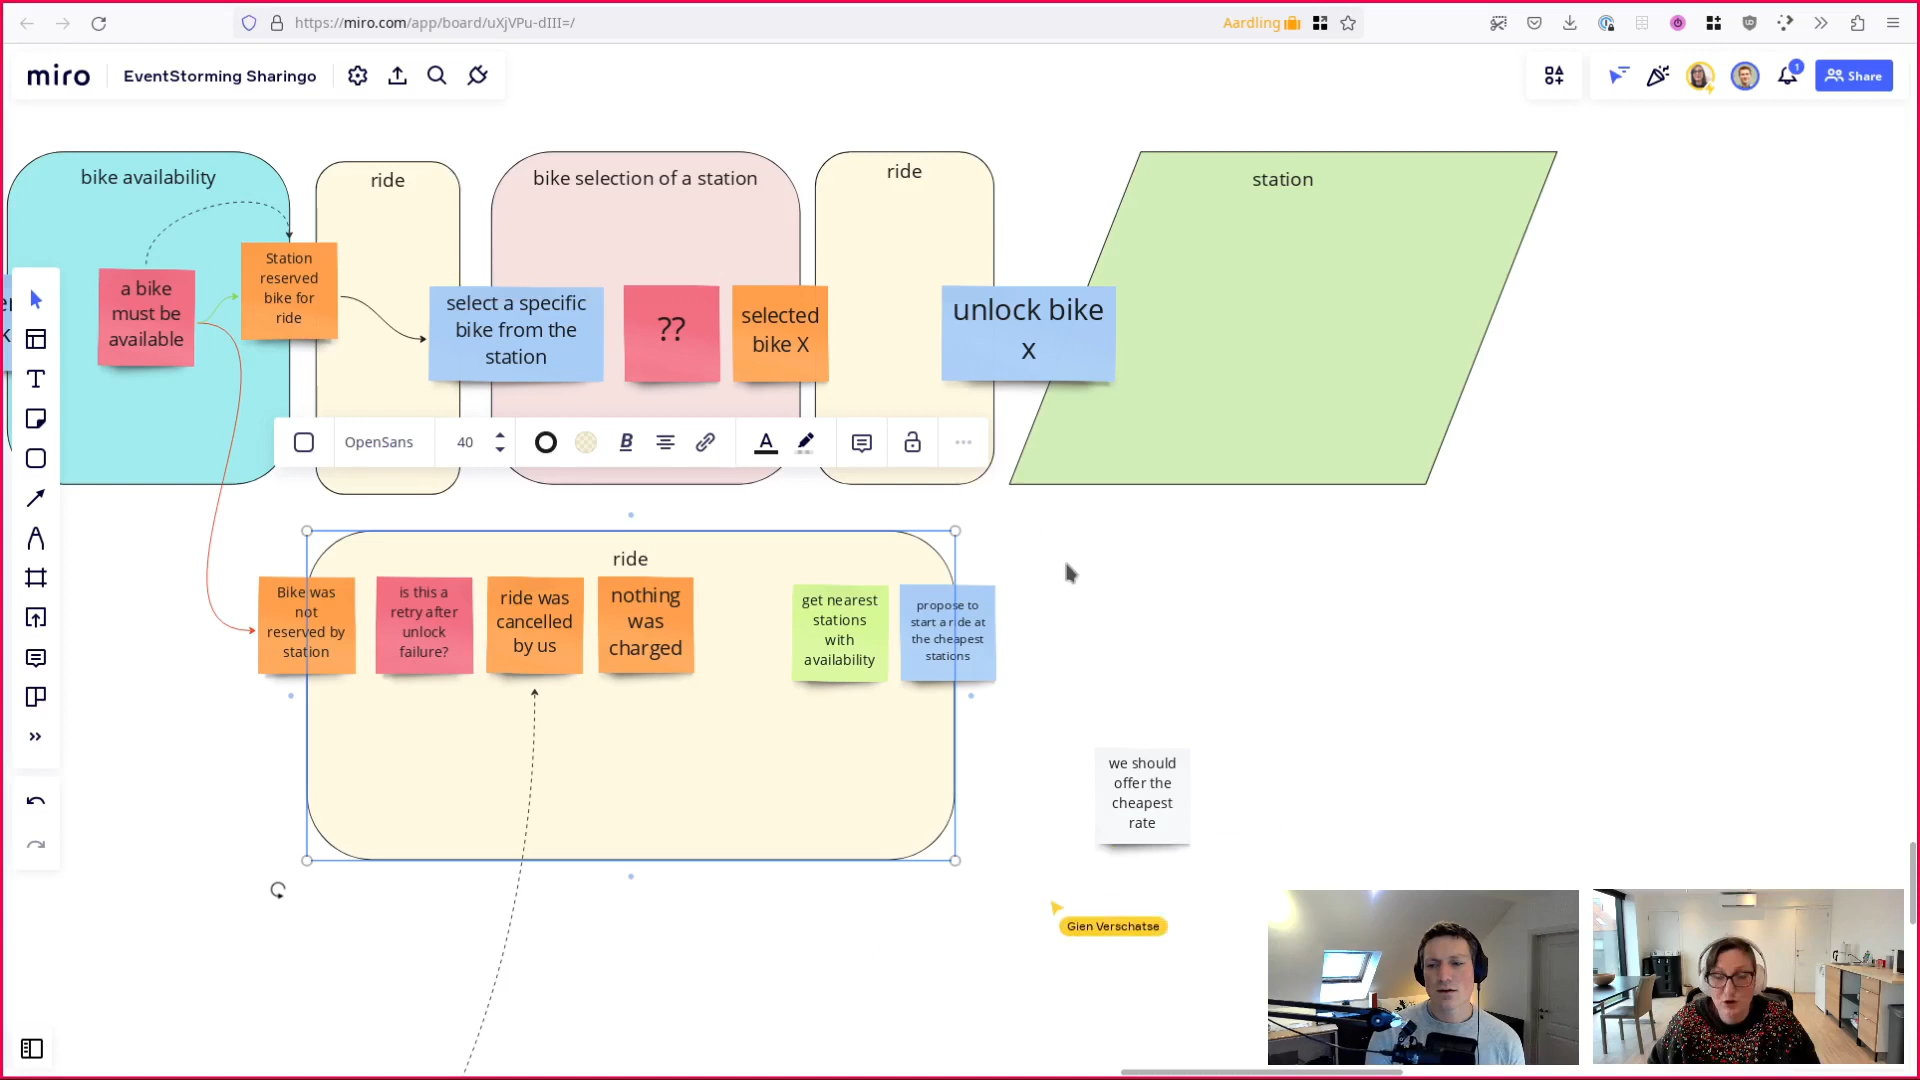 https://miro.com/app/board/uXjVPu-dIII=/
Aardling
miro
EventStorming Sharingo
1
Share
bike availability
ride
bike selection of a station
ride
station
a bike
must be
available
Station
reserved
bike for
ride
select a specific
bike from the
station
??
selected
bike X
unlock bike
x
OpenSans
40
B
A
ride
Bike was
not
reserved by
station
is this a
retry after
unlock
failure?
ride was
cancelled
by us
nothing
was
charged
get nearest
stations
with
availability
propose to
start a ride at
the cheapest
stations
we should
offer the
cheapest
rate
Gien Verschatse